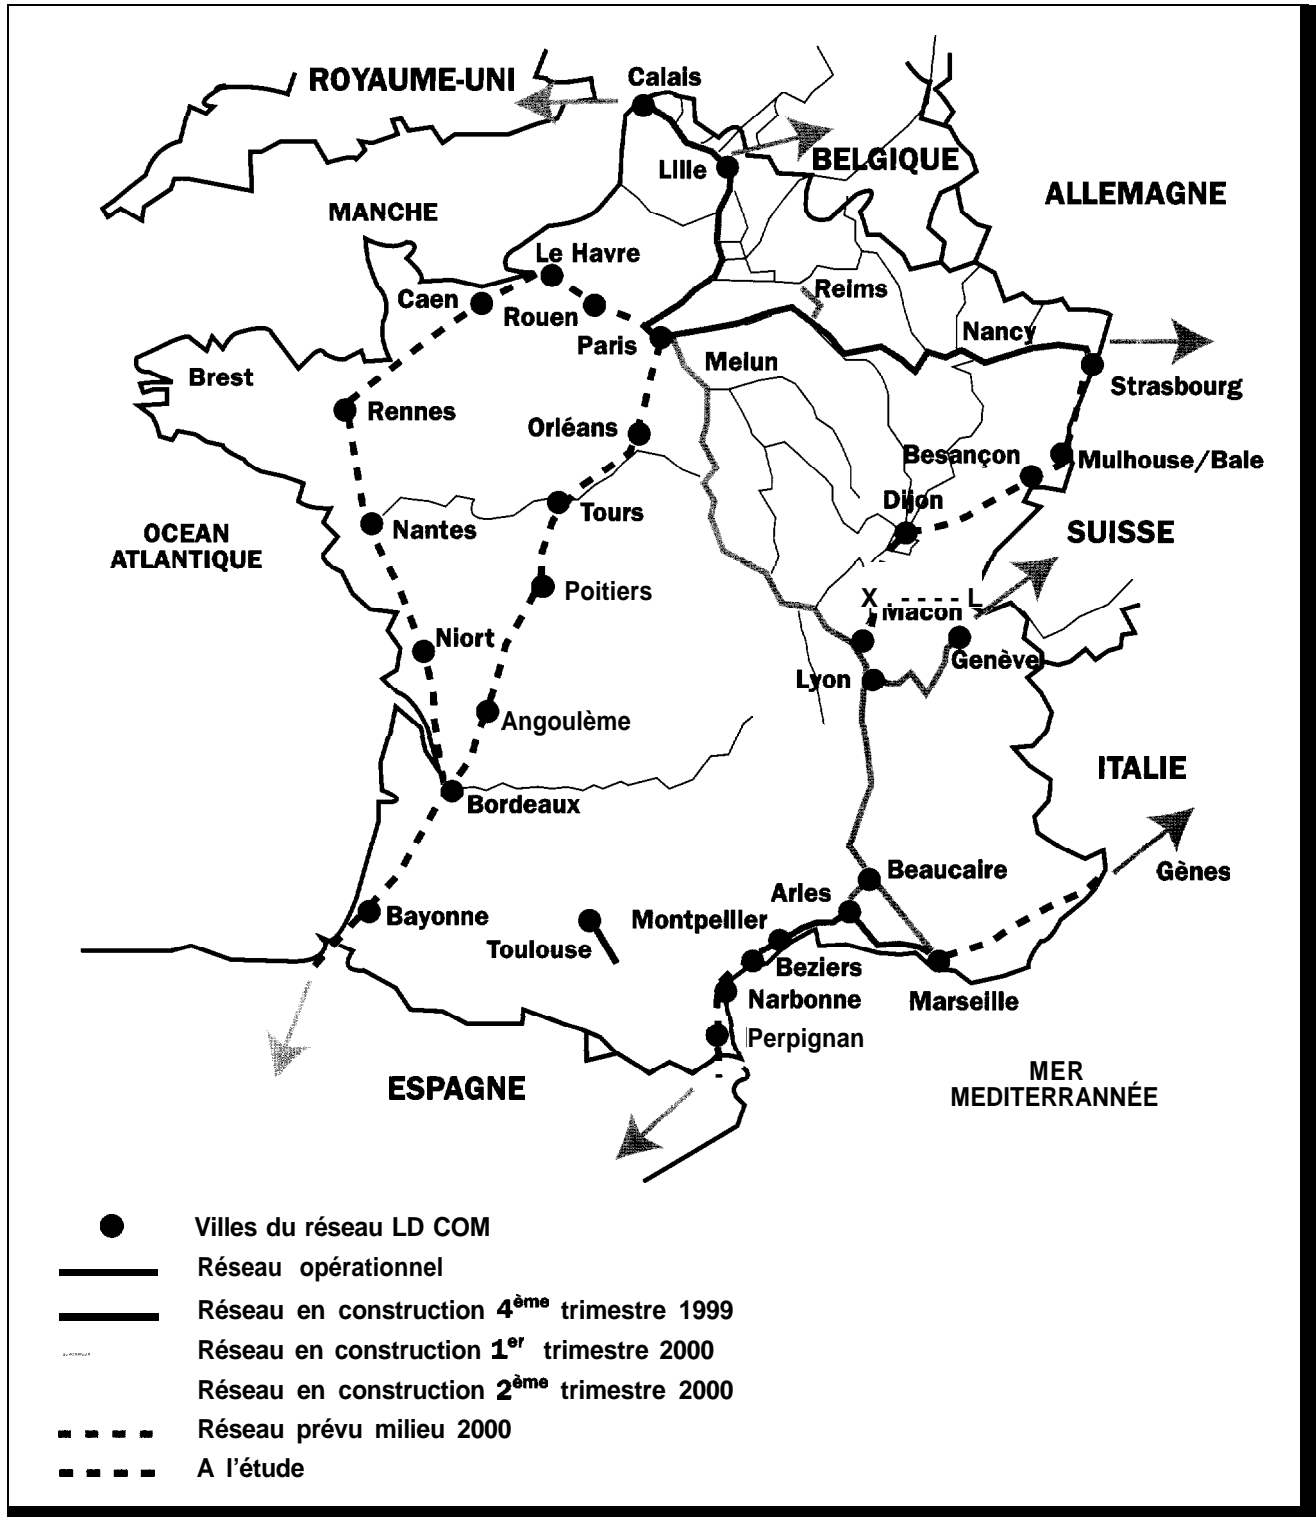 ROYAUME-UNI
Calais
BELGIQUE
Lille
ALLEMAGNE
MANCHE
Le Havre
Reims
Caen
Rouen
Nancy
Paris
Melun
Brest
Strasbourg
Rennes
Orléans
Besançon
Mulhouse/Bale
Dijon
Tours
Nantes
OCEAN
ATLANTIQUE
SUISSE
Poitiers
X - - - - L
Macon
Niort
Genève
Lyon
Angoulème
ITALIE
Bordeaux
Beaucaire
Gènes
Arles
Bayonne
Montpellier
Toulouse
Beziers
Narbonne
Marseille
Perpignan
ESPAGNE
MER
MEDITERRANNÉE
Villes du réseau LD COM
Réseau opérationnel
Réseau en construction 4ème trimestre 1999
Réseau en construction 1er trimestre 2000
Réseau en construction 2ème trimestre 2000
Réseau prévu milieu 2000
A l'étude